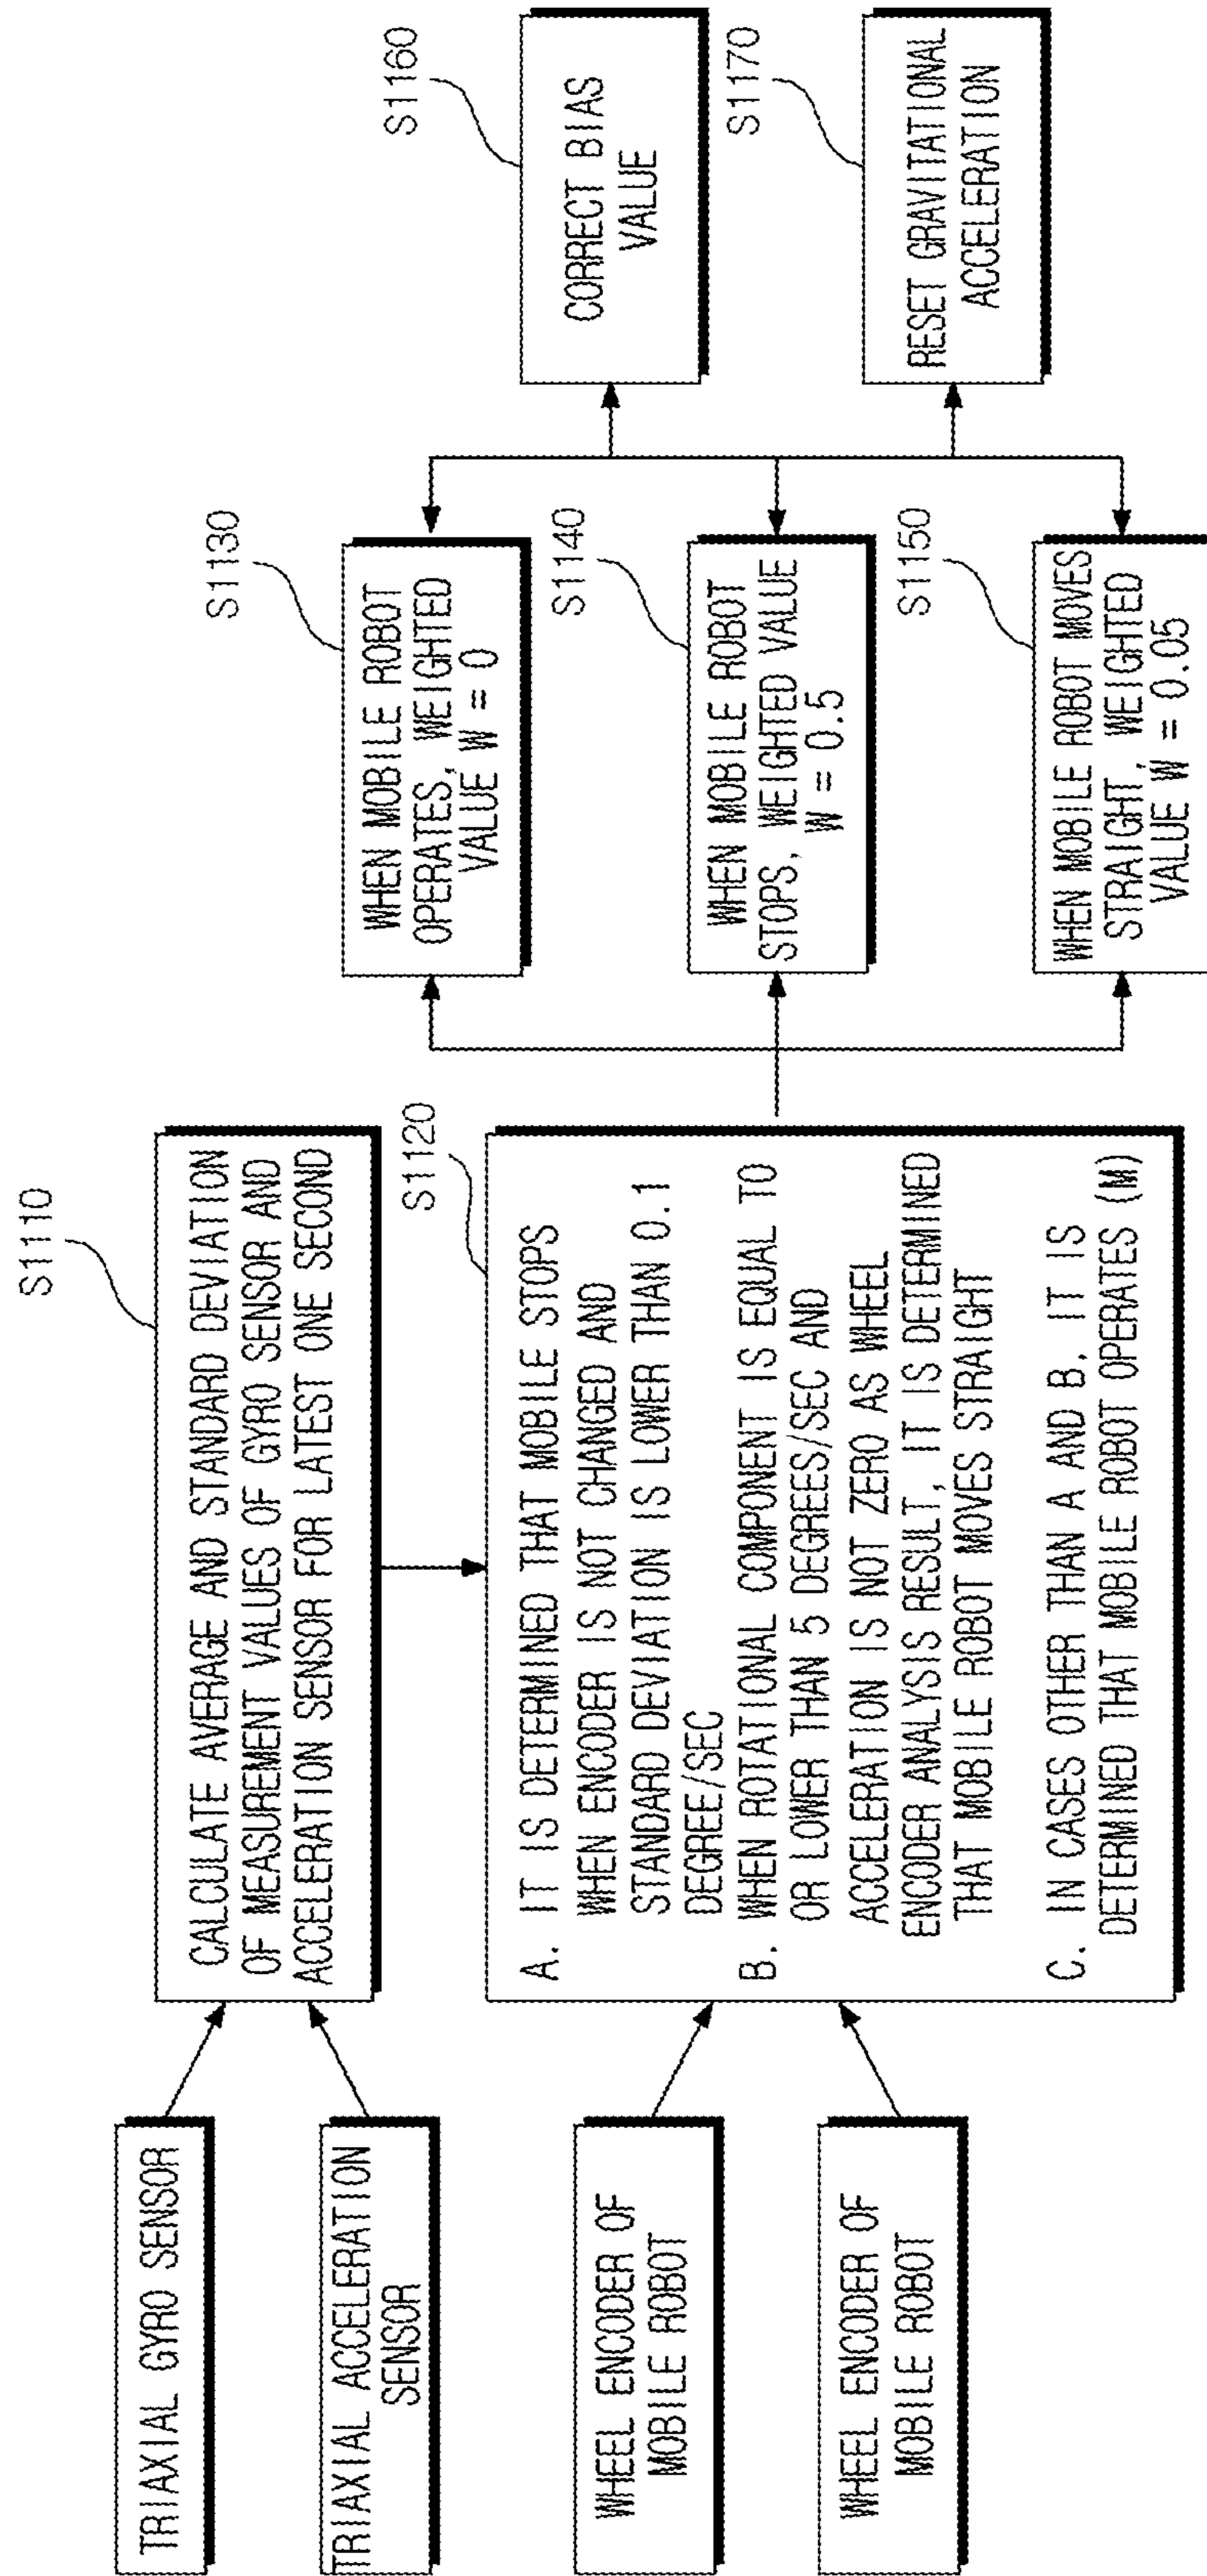 TRIAXIAL GYRO SENSOR
TRIAXIAL ACCELERATION
SENSOR
WHEEL ENCODER OF
MOBILE ROBOT
WHEEL ENCODER OF
MOBILE ROBOT
S1110
CALCULATE AVERAGE AND STANDARD DEVIATION
OF MEASUREMENT VALUES OF GYRO SENSOR AND
ACCELERATION SENSOR FOR LATEST ONE SECOND
S1120
A. IT IS DETERMINED THAT MOBILE STOPS
WHEN ENCODER IS NOT CHANGED AND
STANDARD DEVIATION IS LOWER THAN 0.1
DEGREE/SEC
B. WHEN ROTATIONAL COMPONENT IS EQUAL TO
OR LOWER THAN 5 DEGREES/SEC AND
ACCELERATION IS NOT ZERO AS WHEEL
ENCODER ANALYSIS RESULT, IT IS DETERMINED
THAT MOBILE ROBOT MOVES STRAIGHT
C. IN CASES OTHER THAN A AND B, IT IS
DETERMINED THAT MOBILE ROBOT OPERATES (M)
S1130
WHEN MOBILE ROBOT
OPERATES, WEIGHTED
VALUE W = 0
S1140
WHEN MOBILE ROBOT
STOPS, WEIGHTED VALUE
W = 0.5
S1150
WHEN MOBILE ROBOT MOVES
STRAIGHT, WEIGHTED
VALUE W = 0.05
S1160
CORRECT BIAS
VALUE
S1170
RESET GRAVITATIONAL
ACCELERATION